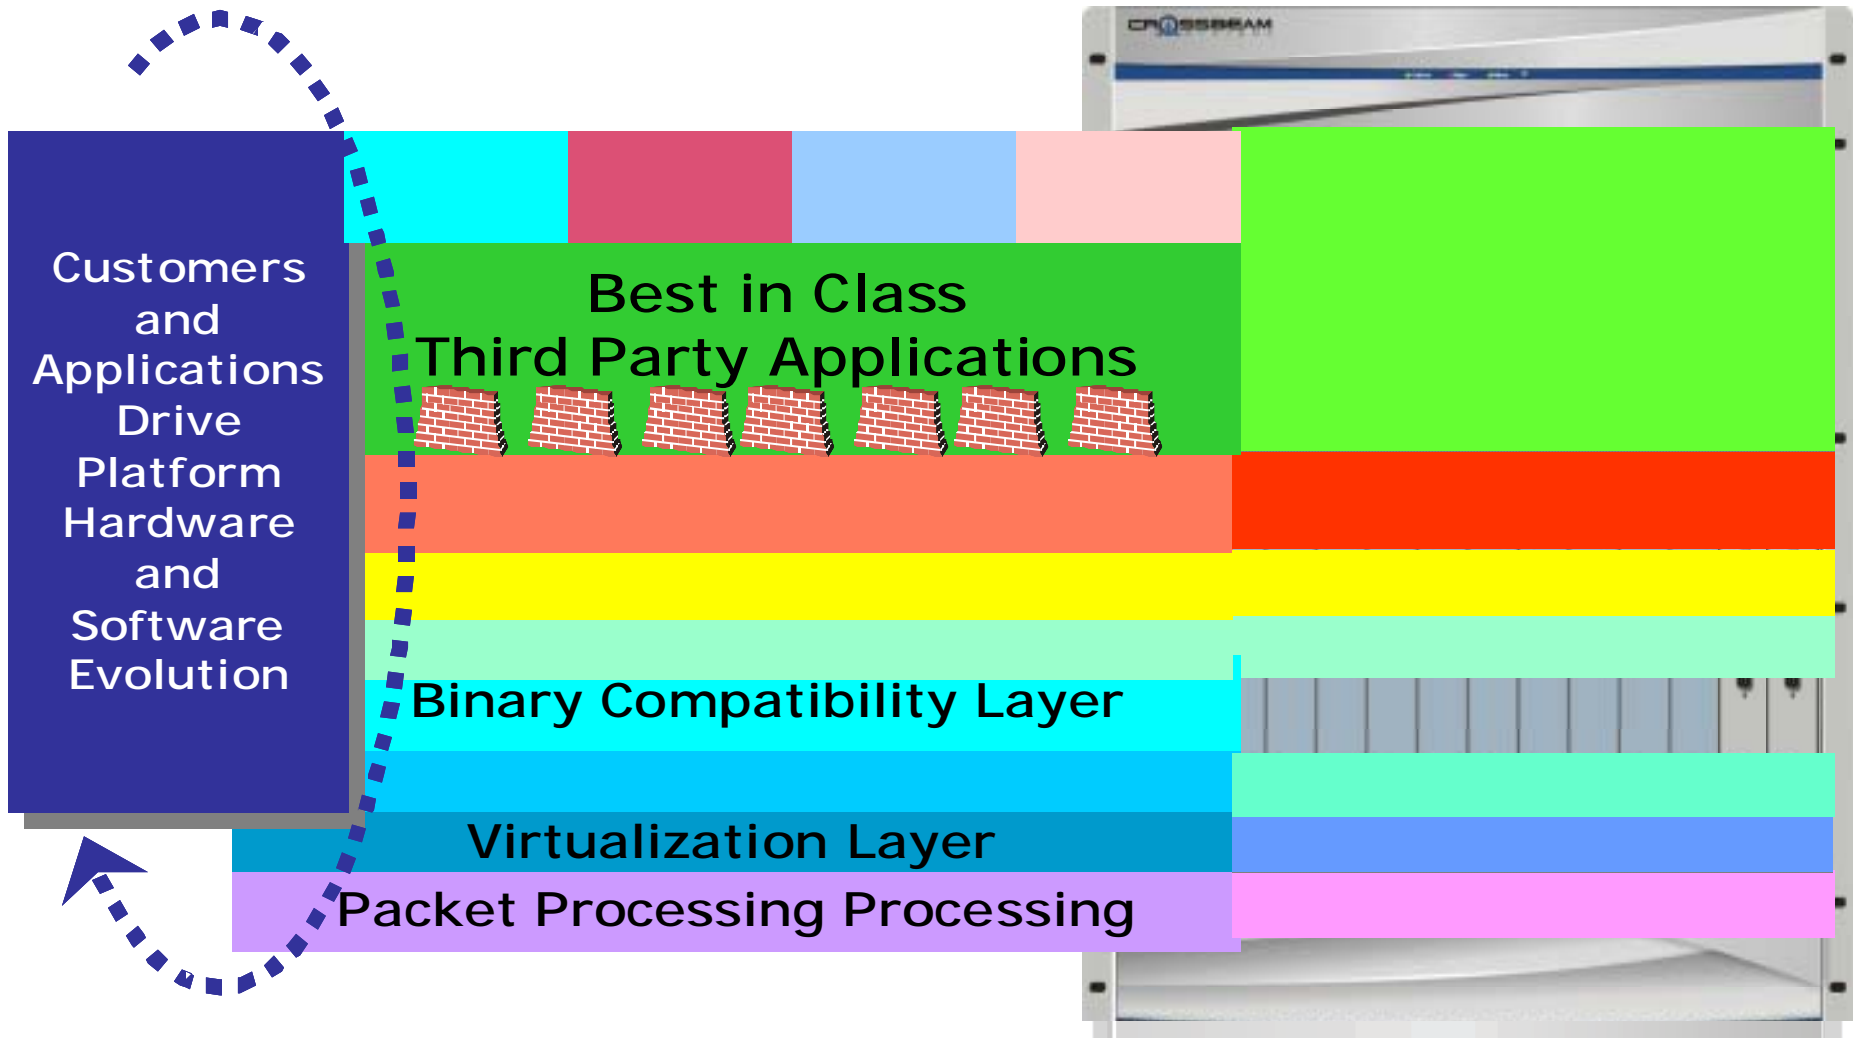 CROSSBEAM
Customers
and
Applications
Drive
Platform
Hardware
and
Software
Evolution
Best in Class
Third Party Applications
Binary Compatibility Layer
Virtualization Layer
Packet Processing Processing